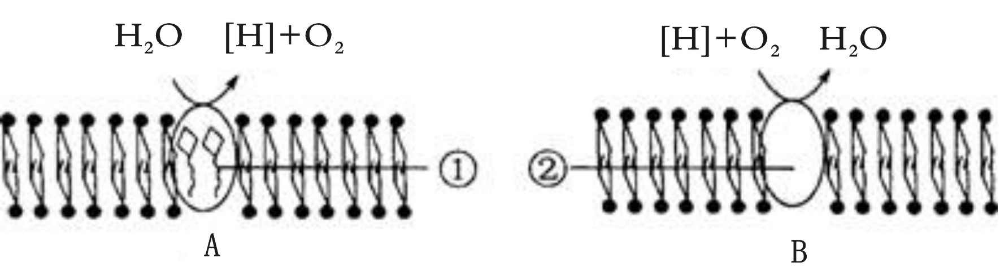 H₂O [H]+O₂
[H]+O₂ H₂O
①
②
A
B